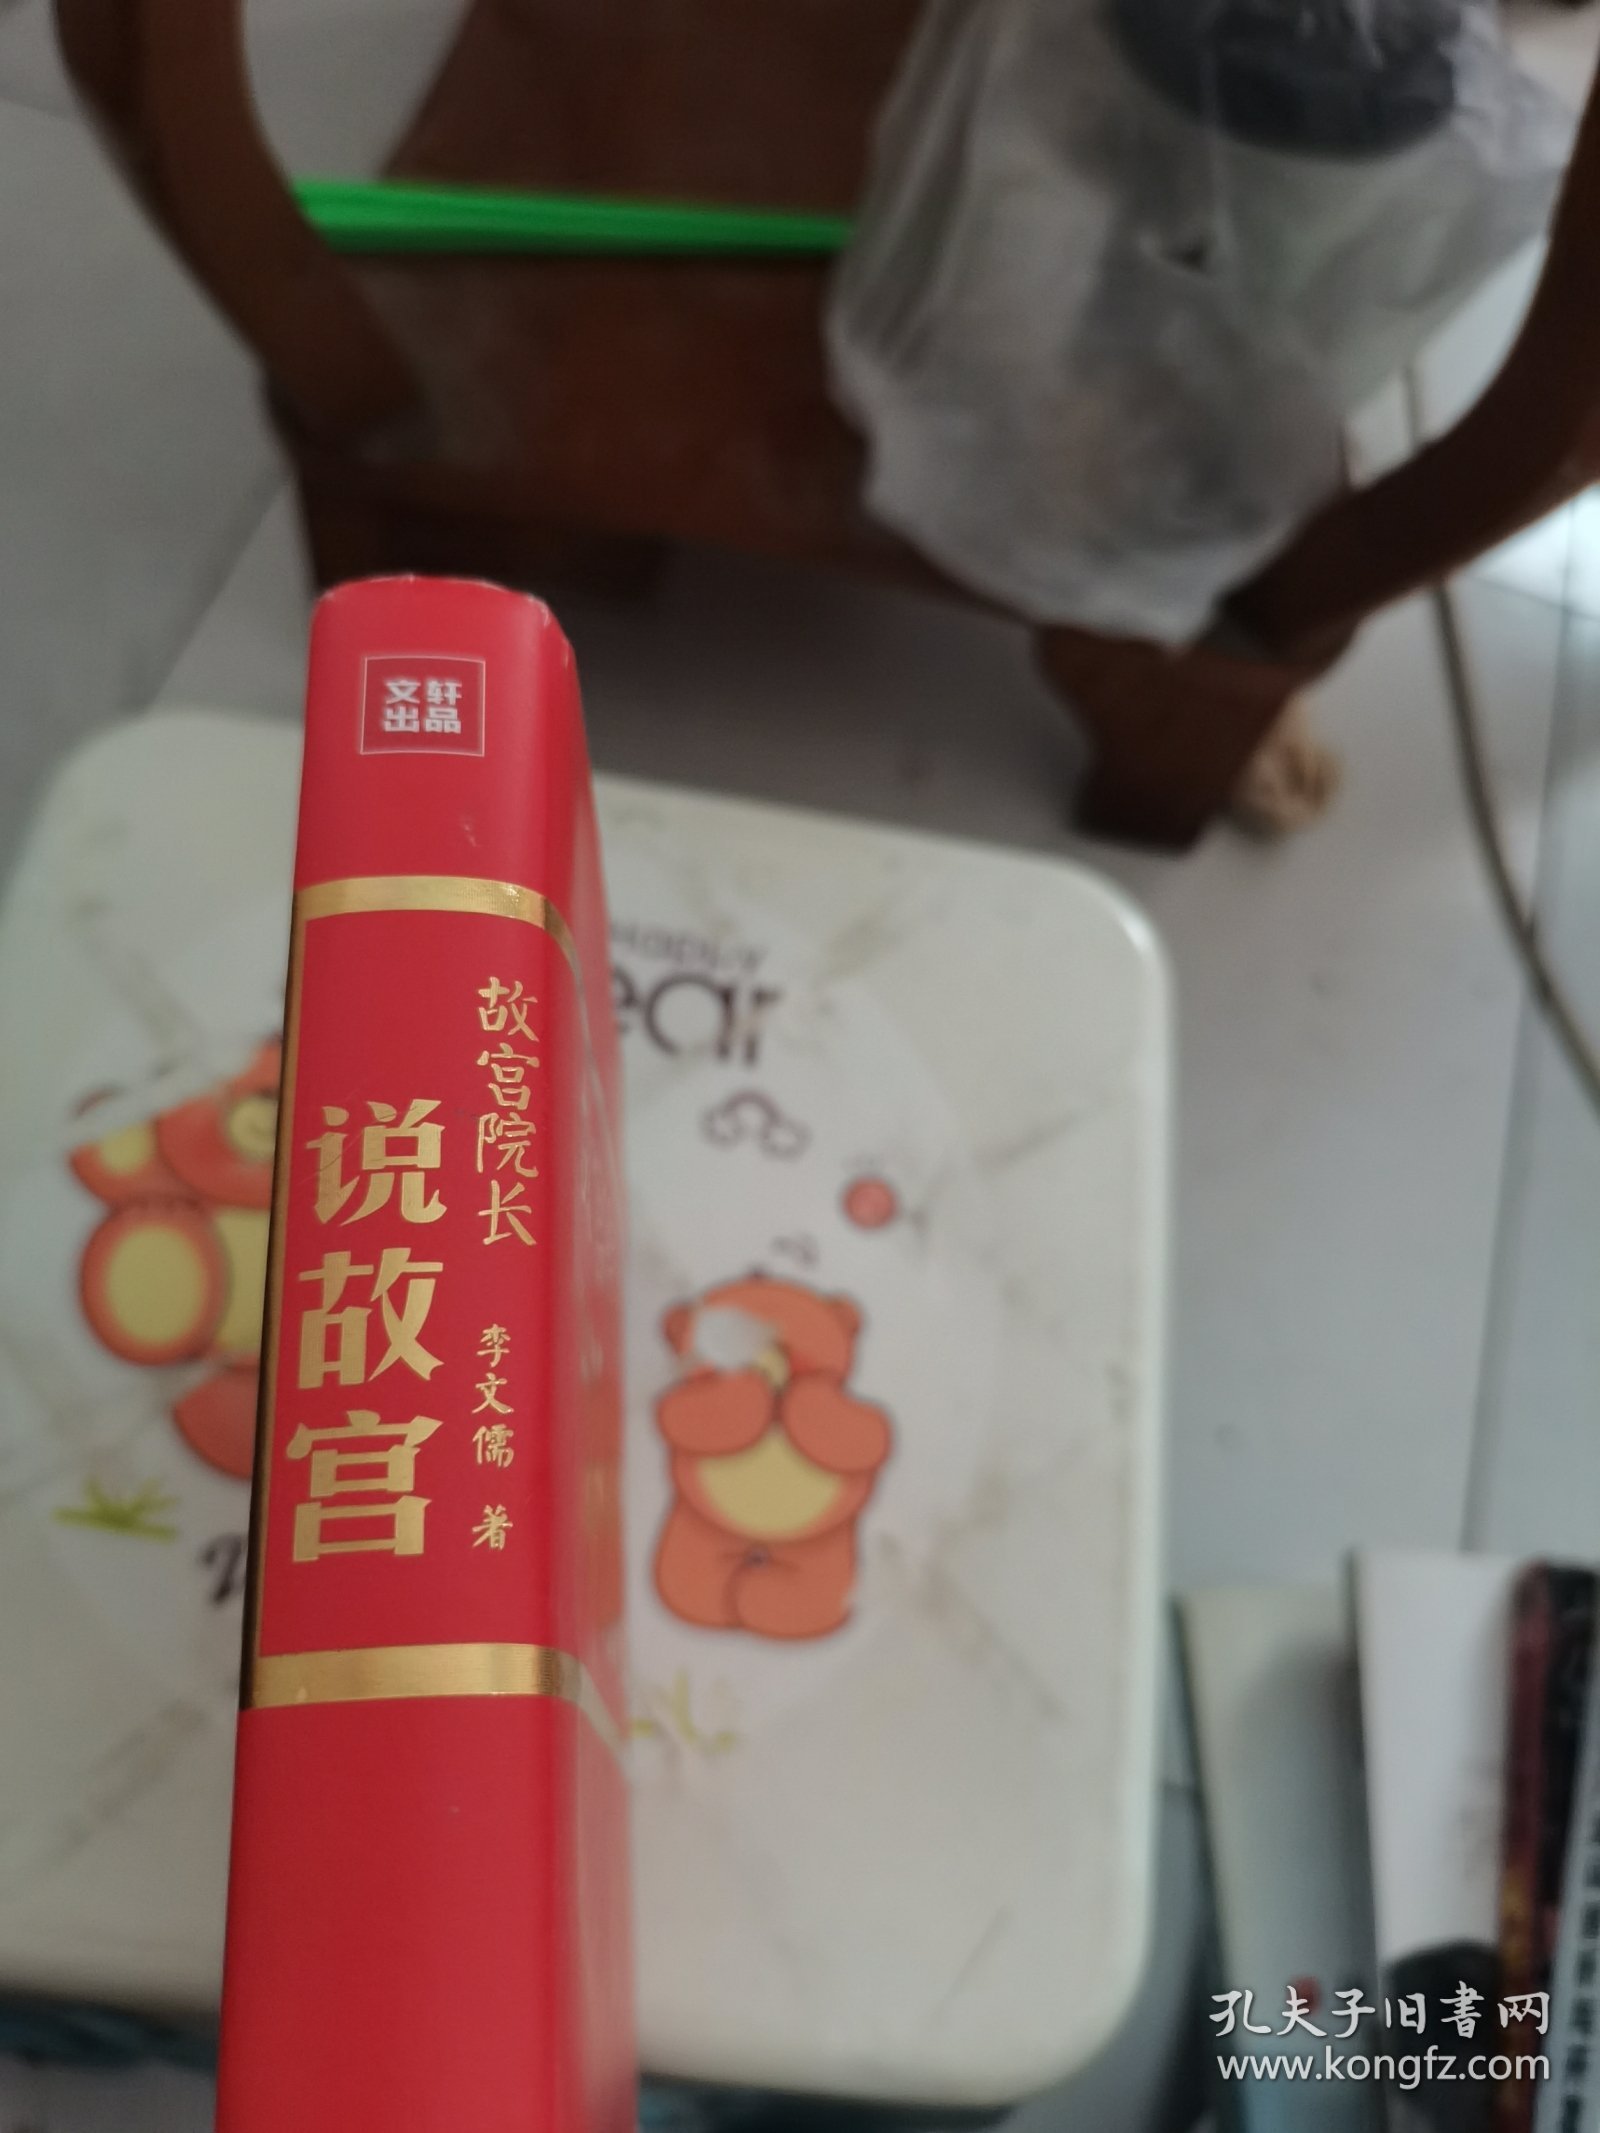 文轩
出品
故宫院长
说故宫
李文儒 著
ear
孔夫子旧书网
www.kongfz.com